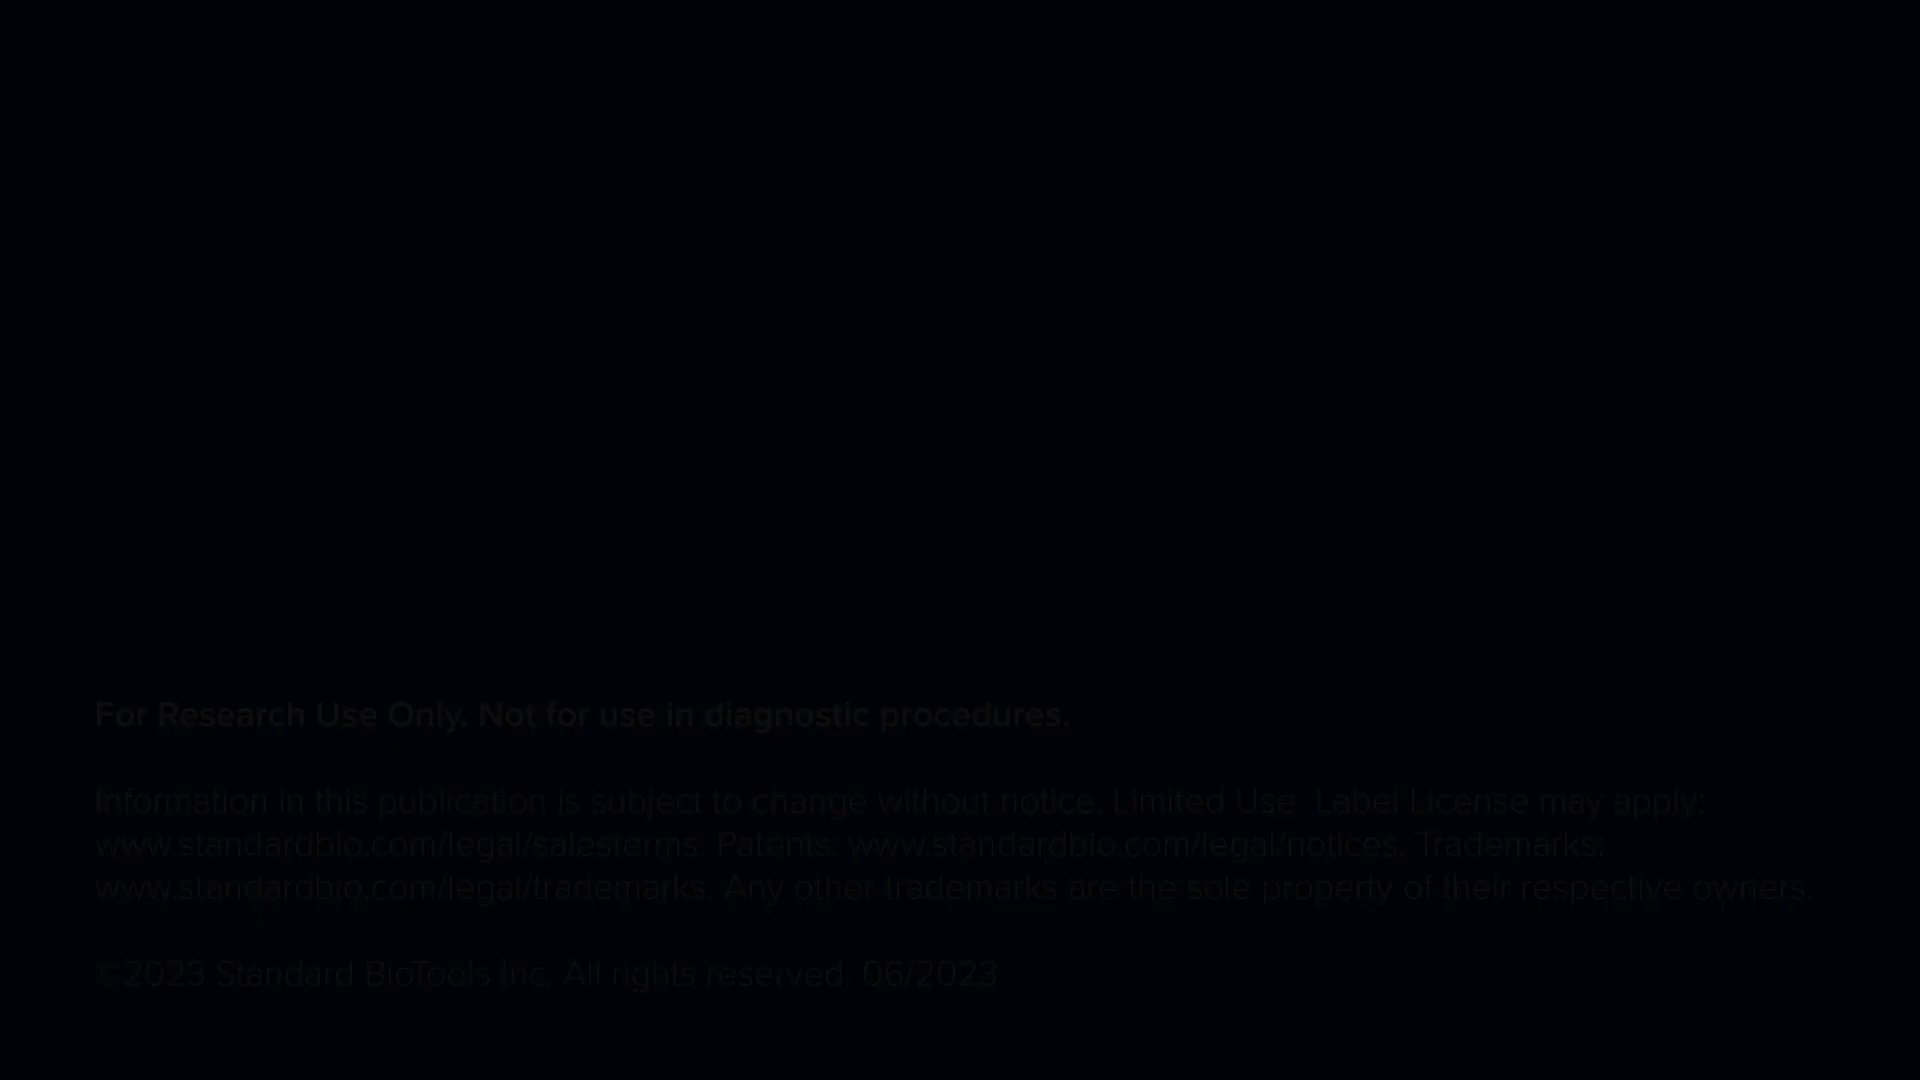 For Research Use Only. Not for use in diagnostic procedures.
Information in this publication is subject to change without notice. Limited Use Label License may apply:
www.standardbio.com/legal/salesterms. Patents: www.standardbio.com/legal/notices. Trademarks:
www.standardbio.com/legal/trademarks. Any other trademarks are the sole property of their respective owners.
©2023 Standard BioTools Inc. All rights reserved. 06/2023